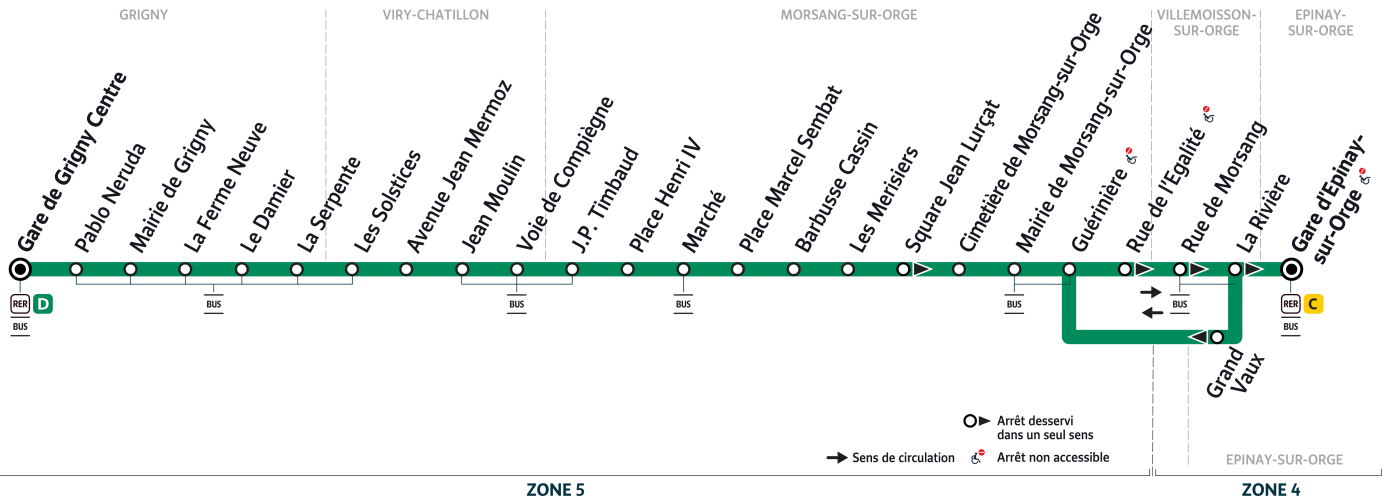 GRIGNY
VIRY-CHATILLON
MORSANG-SUR-ORGE
VILLEMOISSON-
SUR-ORGE
EPINAY-
SUR-ORGE
Gare de Grigny Centre
Pablo Neruda
Mairie de Grigny
La Ferme Neuve
Le Damier
La Serpente
Les Solstices
Avenue Jean Mermoz
Jean Moulin
Voie de Compiègne
J.P. Timbaud
Place Henri IV
Marché
Place Marcel Sembat
Barbusse Cassin
Les Merisiers
Square Jean Lurçat
Cimetière de Morsang-sur-Orge
Mairie de Morsang-sur-Orge
Guérinière
Rue de l'Egalité
Rue de Morsang
La Rivière
Gare d'Epinay-
sur-Orge
RER D
BUS
BUS
BUS
BUS
BUS
BUS
RER C
BUS
Grand
Vaux
Arrêt desservi
dans un seul sens
Sens de circulation
Arrêt non accessible
EPINAY-SUR-ORGE
ZONE 5
ZONE 4